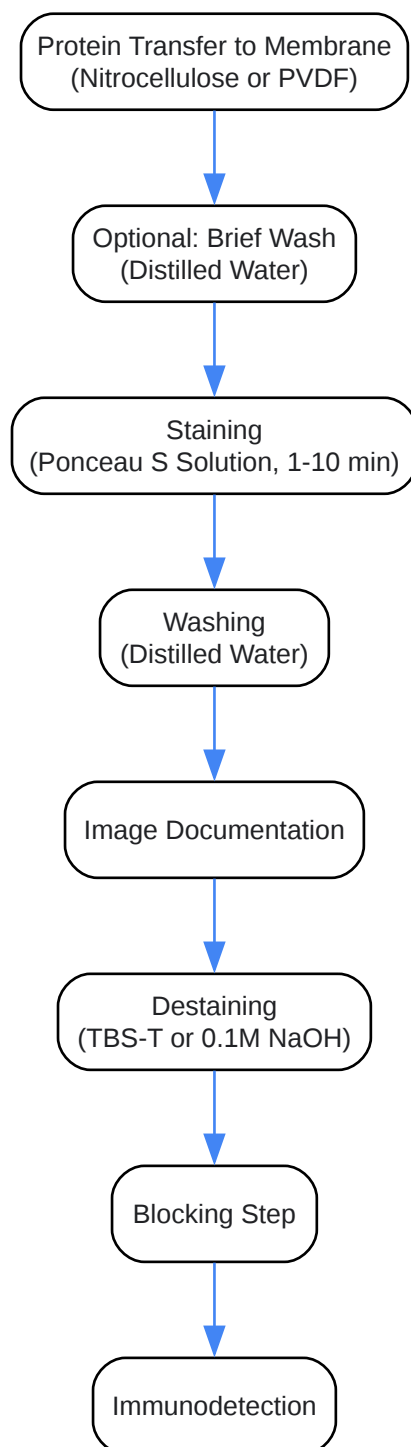 Protein Transfer to Membrane
(Nitrocellulose or PVDF)
Optional: Brief Wash
(Distilled Water)
Staining
(Ponceau S Solution, 1-10 min)
Washing
(Distilled Water)
Image Documentation
Destaining
(TBS-T or 0.1M NaOH)
Blocking Step
Immunodetection